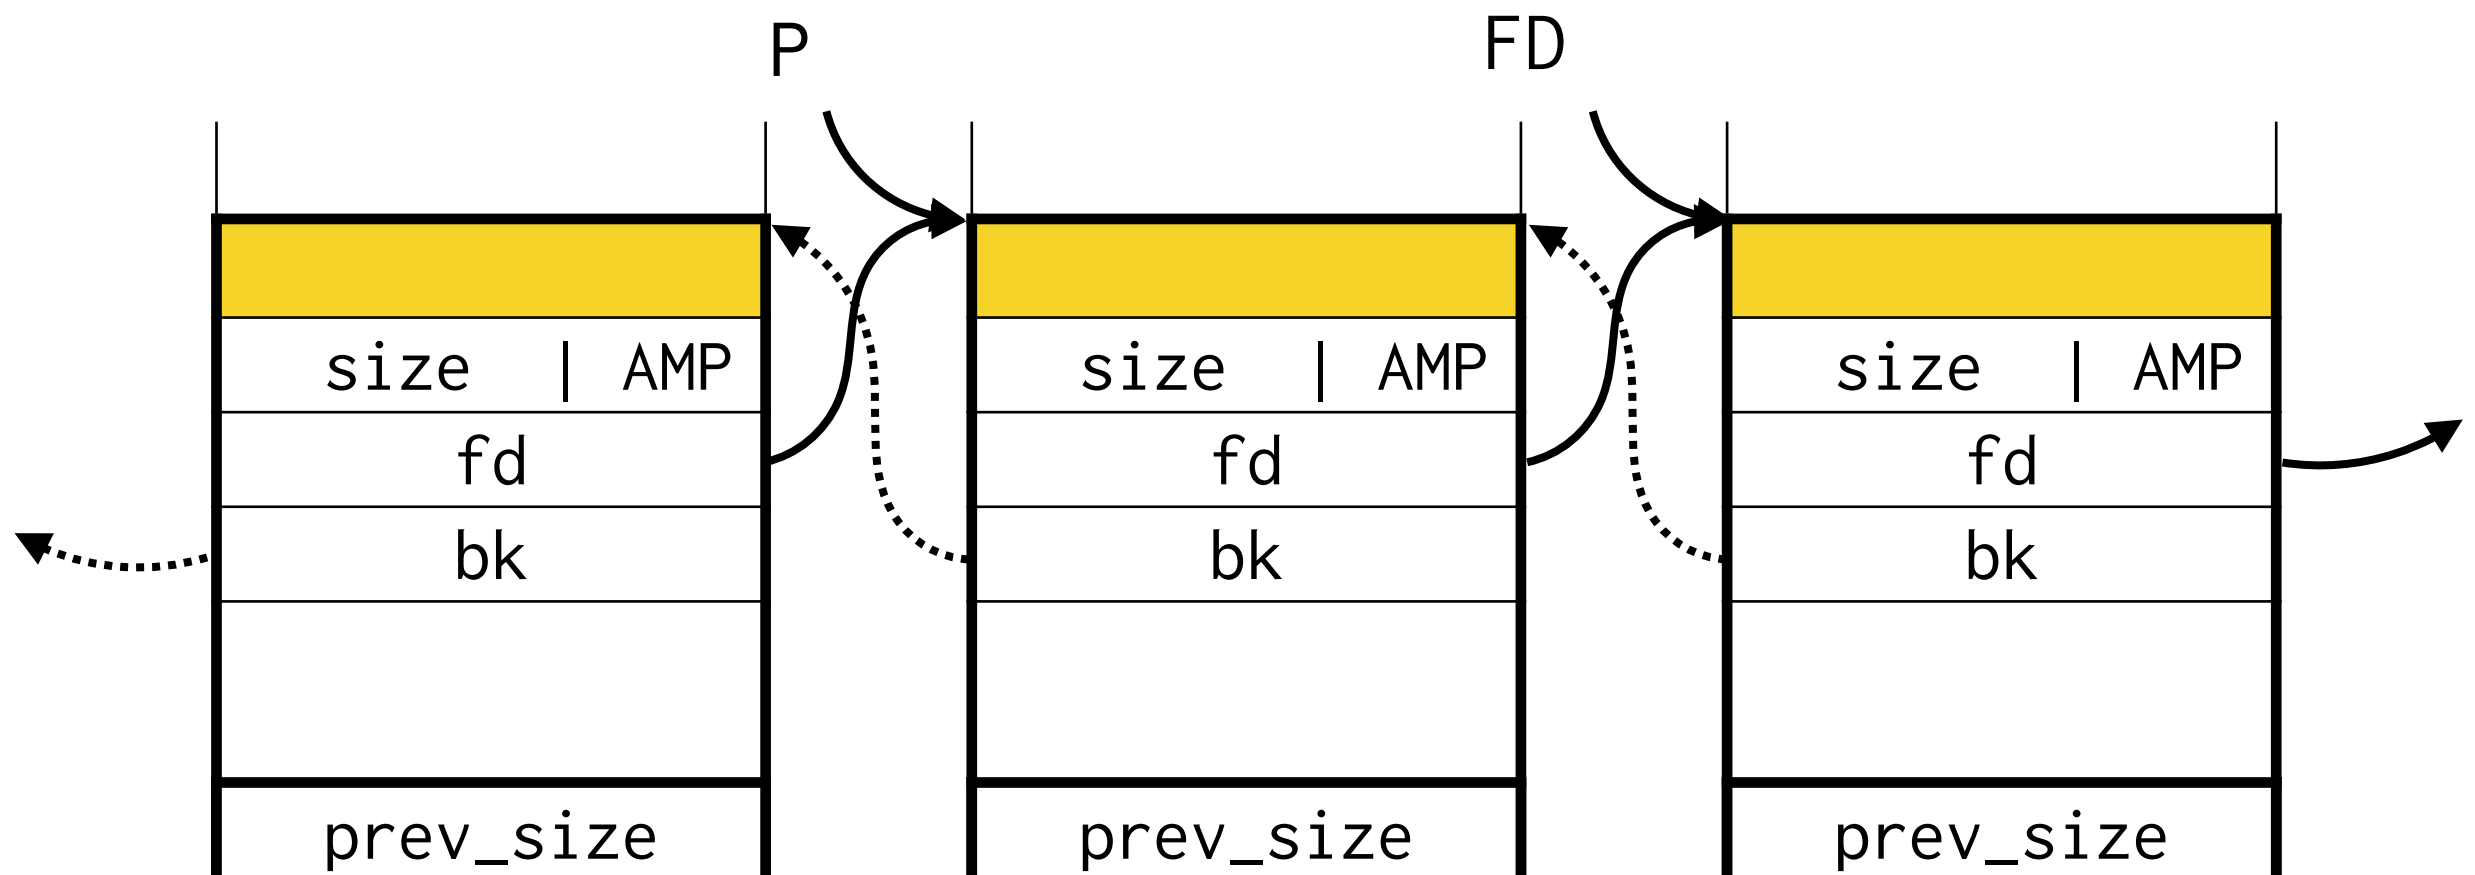 P FD
size | AMP size | AMP size | AMP
fd fd fd
bk bk bk
prev_size prev_size prev_size